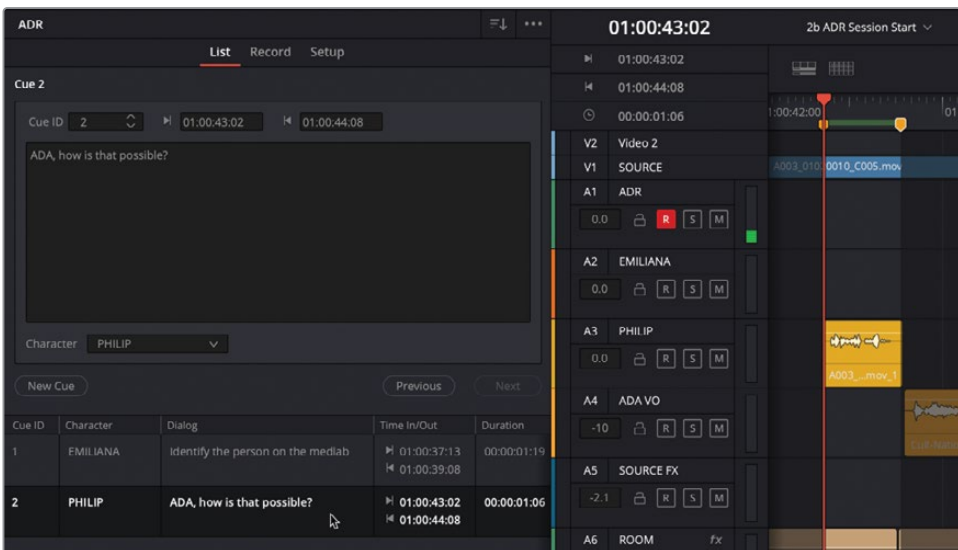 ADR
List Record Setup
Cue 2
Cue ID 2 01:00:43:02 01:00:44:08
ADA, how is that possible?
Character PHILIP
New Cue Previous Next
Cue ID Character Dialog Time In/Out Duration
1 EMILIANA Identify the person on the medlab 01:00:37:13 00:00:01:19
01:00:39:08
2 PHILIP ADA, how is that possible? 01:00:43:02 00:00:01:06
01:00:44:08
01:00:43:02 2b ADR Session Start
01:00:43:02
01:00:44:08
00:00:01:06
1:00:42:00 01
V2 Video 2
V1 SOURCE
A003_01030010_C005.mov
A1 ADR
0.0 R S M
A2 EMILIANA
0.0 R S M
A3 PHILIP
0.0 R S M
A003_...mov_1
A4 ADA VO
-10 R S M
A5 SOURCE FX
-2.1 R S M
A6 ROOM fx